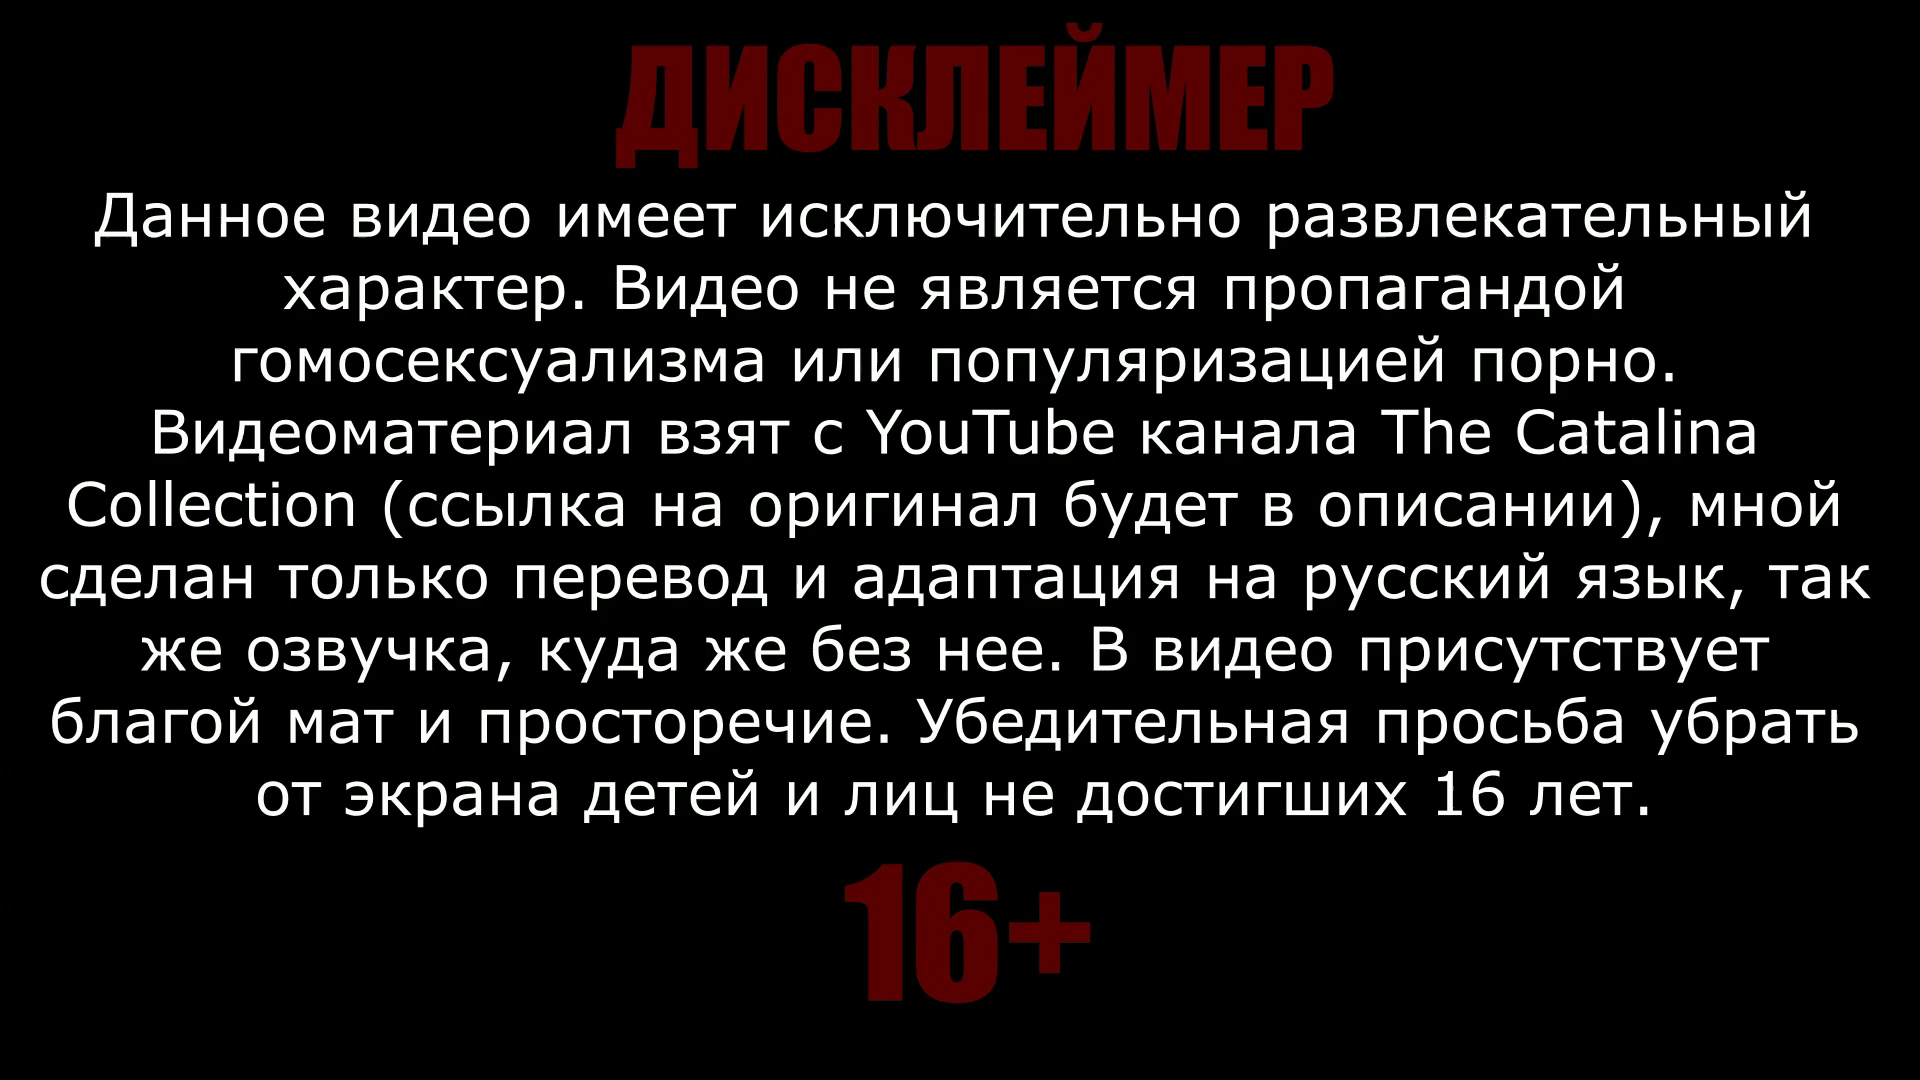 ДИСКЛЕЙМЕР
Данное видео имеет исключительно развлекательный
характер. Видео не является пропагандой
гомосексуализма или популяризацией порно.
Видеоматериал взят с YouTube канала The Catalina
Collection (ссылка на оригинал будет в описании), мной
сделан только перевод и адаптация на русский язык, так
же озвучка, куда же без нее. В видео присутствует
благой мат и просторечие. Убедительная просьба убрать
от экрана детей и лиц не достигших 16 лет.
16+